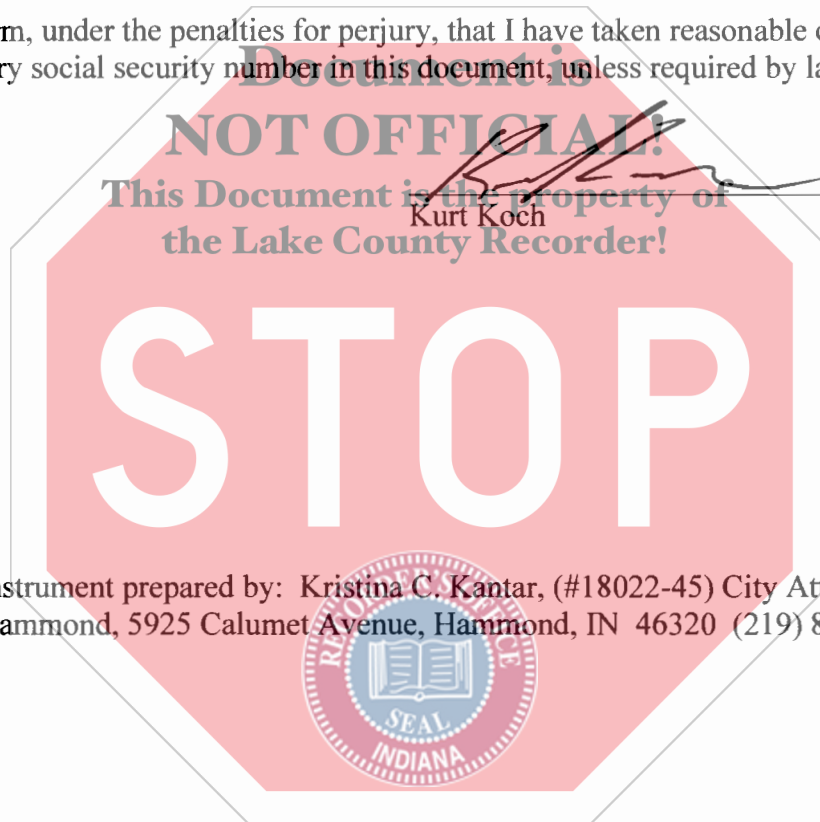 rm, under the penalties for perjury, that I have taken reasonable
ry social security number in this document, unless required by la
Document is
NOT OFFICIAL!
This Document is the property of
the Lake County Recorder!
Kurt Koch
STOP
strument prepared by: Kristina C. Kantar, (#18022-45) City At
ammond, 5925 Calumet Avenue, Hammond, IN 46320 (219) 8
RECORDER'S OFFICE
SEAL
INDIANA